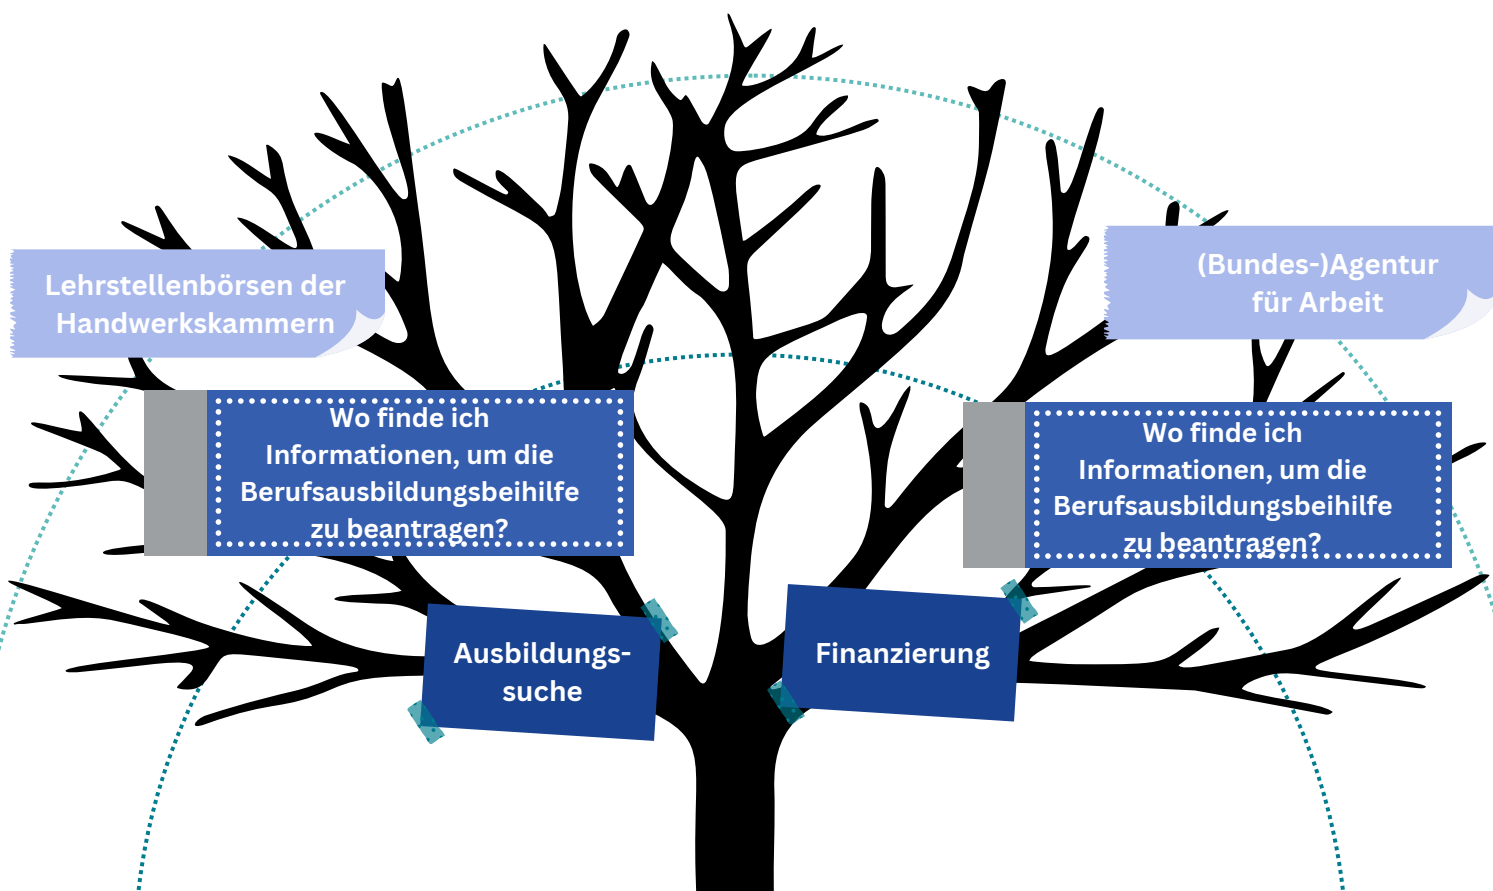 Lehrstellenbörsen der
Handwerkskammern
(Bundes-)Agentur
für Arbeit
Wo finde ich
Informationen, um die
Berufsausbildungsbeihilfe
zu beantragen?
Wo finde ich
Informationen, um die
Berufsausbildungsbeihilfe
zu beantragen?
Ausbildungs-
suche
Finanzierung